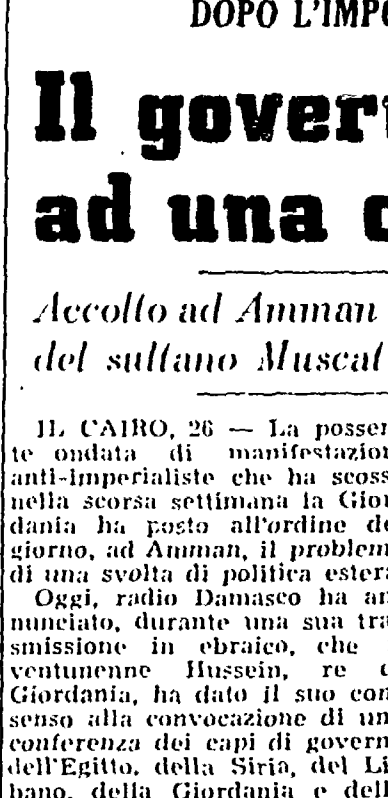 DOPO L'IMPO
Il gover
ad una c
Accolto ad Amman
del sultano Muscat
IL CAIRO, 26 — La possen
te ondata di manifestazion
anti-imperialiste che ha scoss
nella scorsa settimana la Gior
dania ha posto all'ordine de
giorno, ad Amman, il problem
di una svolta di politica estera
Oggi, radio Damasco ha an
nunciato, durante una sua tra
smissione in ebraico, che
ventunenne Hussein, re d
Giordania, ha dato il suo con
senso alla convocazione di un
conferenza dei capi di govern
dell'Egitto, della Siria, del Li
bano, della Giordania e dell